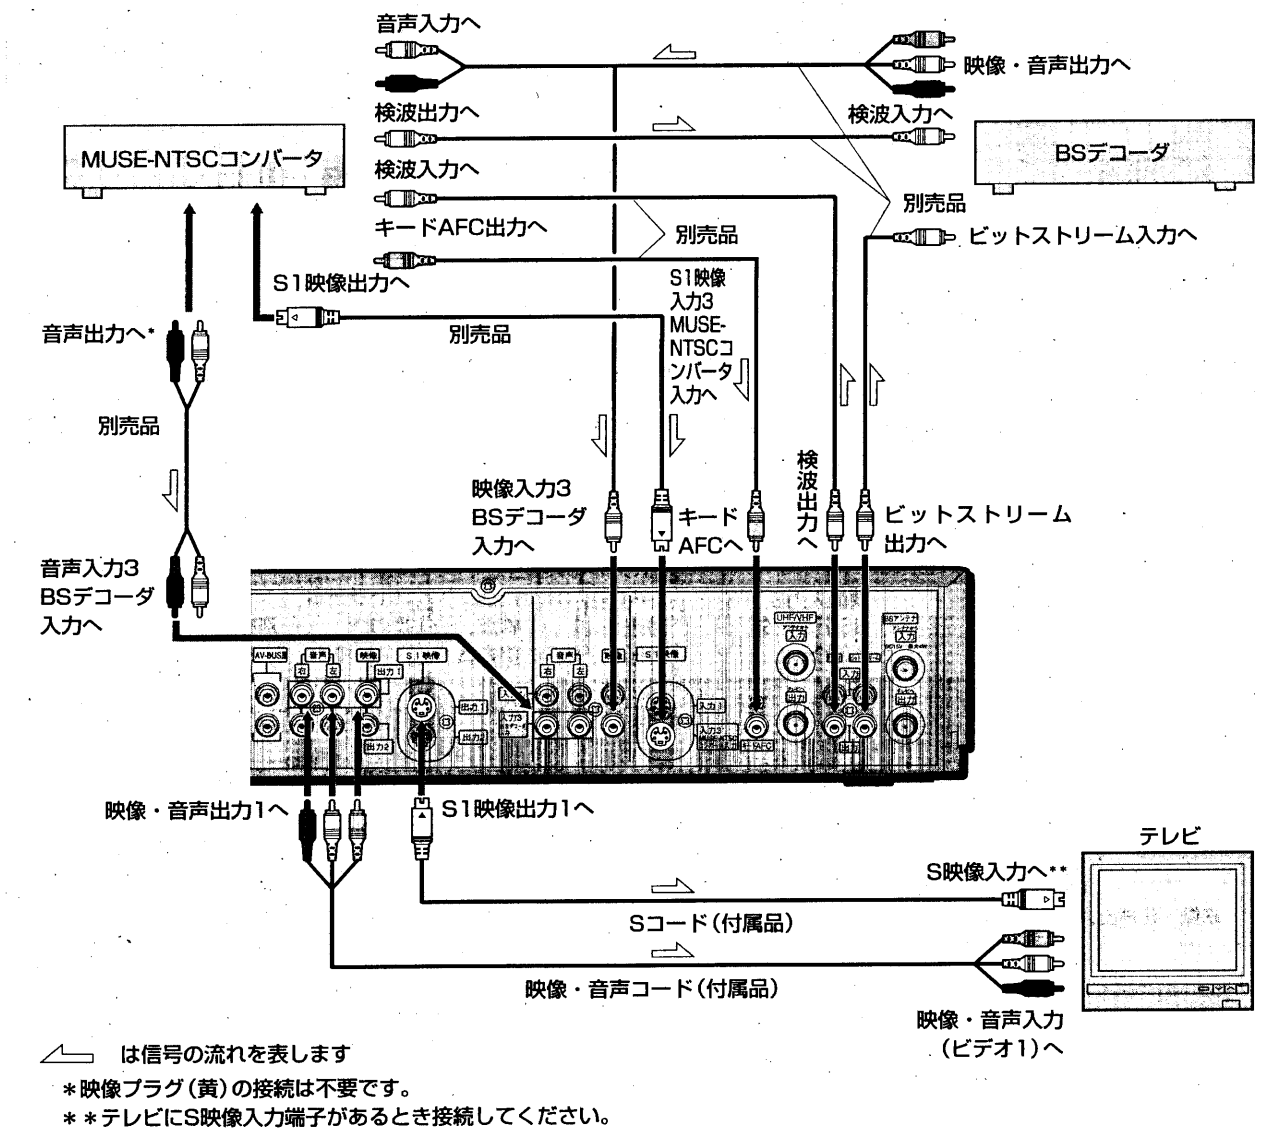 音声入力へ
映像・音声出力へ
検波出力へ
検波入力へ
MUSE-NTSCコンバータ
BSデコーダ
検波入力へ
別売品
キードAFC出力へ
別売品
ビットストリーム入力へ
S1映像出力へ
S1映像
入力3
MUSE-
NTSCコ
ンバータ
入力へ
音声出力へ*
別売品
別売品
検波出力へ
映像入力3
BSデコーダ
入力へ
キード
AFCへ
ビットストリーム
出力へ
音声入力3
BSデコーダ
入力へ
UHF/VHF
入力
BSアンテナ
入力
AV-BUS
音声
右
左
映像
出力1
S1映像
出力1
出力2
出力2
音声
右
左
映像
S1映像
入力3
入力1
入力3
出力
入力
出力
出力
映像・音声出力1へ
S1映像出力1へ
テレビ
S映像入力へ**
Sコード(付属品)
映像・音声コード(付属品)
映像・音声入力
(ビデオ1)へ
は信号の流れを表します
*映像プラグ(黄)の接続は不要です。
**テレビにS映像入力端子があるとき接続してください。